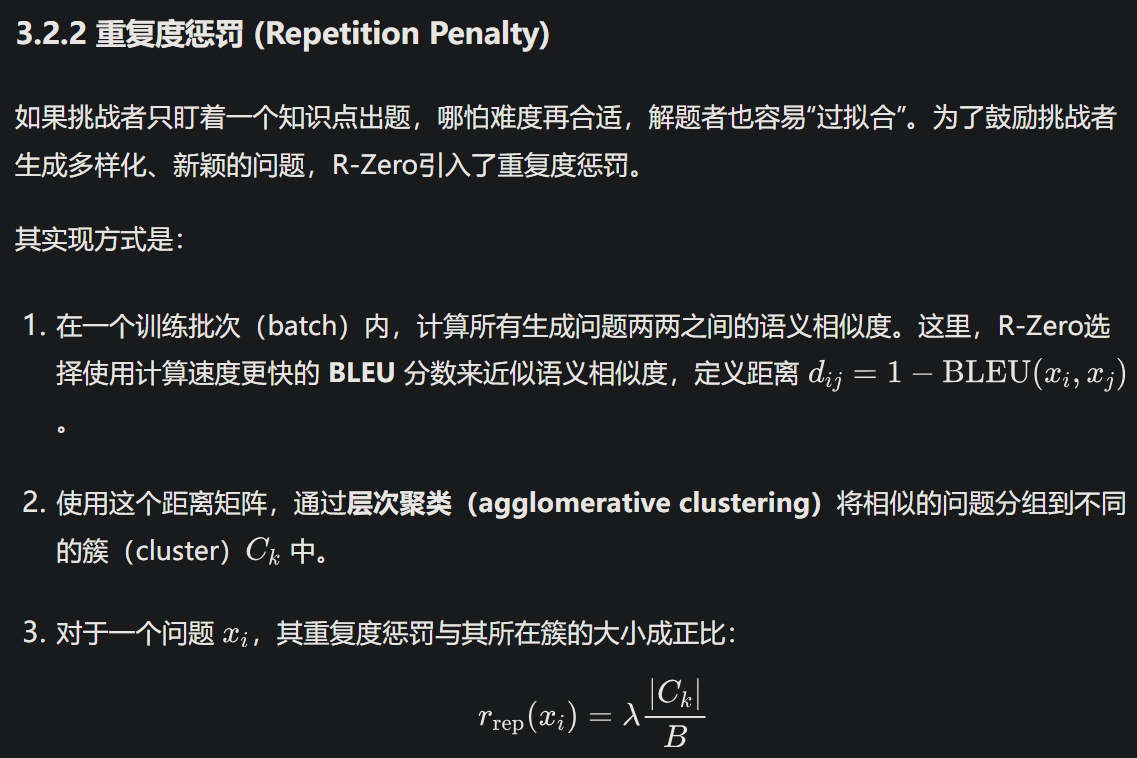 3.2.2 重复度惩罚 (Repetition Penalty)
如果挑战者只盯着一个知识点出题，哪怕难度再合适，解题者也容易“过拟合”。为了鼓励挑战者
生成多样化、新颖的问题，R-Zero引入了重复度惩罚。
其实现方式是：
1. 在一个训练批次（batch）内，计算所有生成问题两两之间的语义相似度。这里，R-Zero选
择使用计算速度更快的 BLEU 分数来近似语义相似度，定义距离 $d_{ij} = 1 - \mathrm{BLEU}(x_i, x_j)$
。
2. 使用这个距离矩阵，通过层次聚类（agglomerative clustering）将相似的问题分组到不同
的簇（cluster）$C_k$ 中。
3. 对于一个问题 $x_i$，其重复度惩罚与其所在簇的大小成正比：
$r_{\mathrm{rep}}(x_i) = \lambda \frac{|C_k|}{B}$